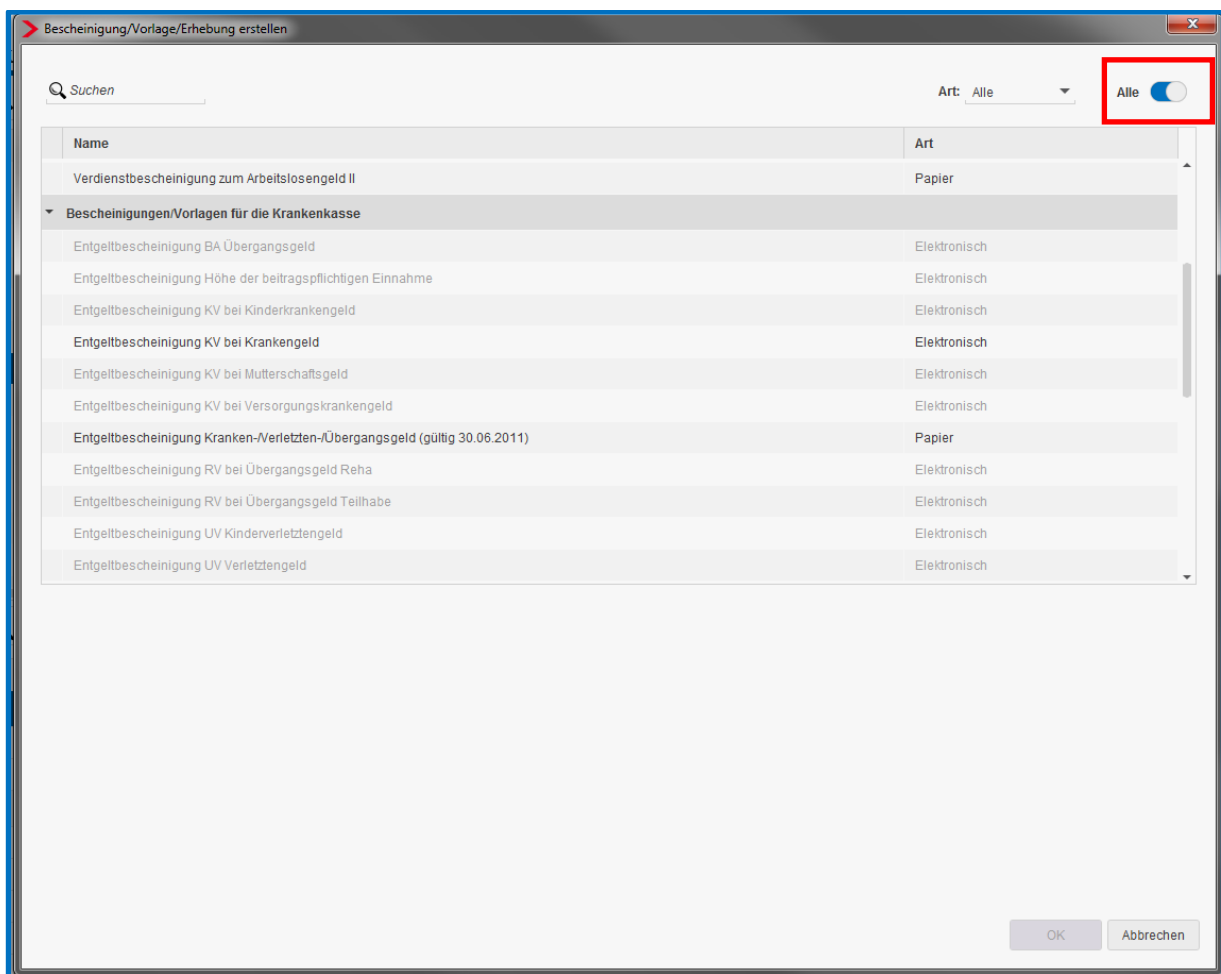 Bescheinigung/Vorlage/Erhebung erstellen
x
Suchen Art: Alle Alle
Name Art
Verdienstbescheinigung zum Arbeitslosengeld II Papier
Bescheinigungen/Vorlagen für die Krankenkasse
Entgeltbescheinigung BA Übergangsgeld Elektronisch
Entgeltbescheinigung Höhe der beitragspflichtigen Einnahme Elektronisch
Entgeltbescheinigung KV bei Kinderkrankengeld Elektronisch
Entgeltbescheinigung KV bei Krankengeld Elektronisch
Entgeltbescheinigung KV bei Mutterschaftsgeld Elektronisch
Entgeltbescheinigung KV bei Versorgungskrankengeld Elektronisch
Entgeltbescheinigung Kranken-/Verletzten-/Übergangsgeld (gültig 30.06.2011) Papier
Entgeltbescheinigung RV bei Übergangsgeld Reha Elektronisch
Entgeltbescheinigung RV bei Übergangsgeld Teilhabe Elektronisch
Entgeltbescheinigung UV Kinderverletztengeld Elektronisch
Entgeltbescheinigung UV Verletztengeld Elektronisch
OK Abbrechen